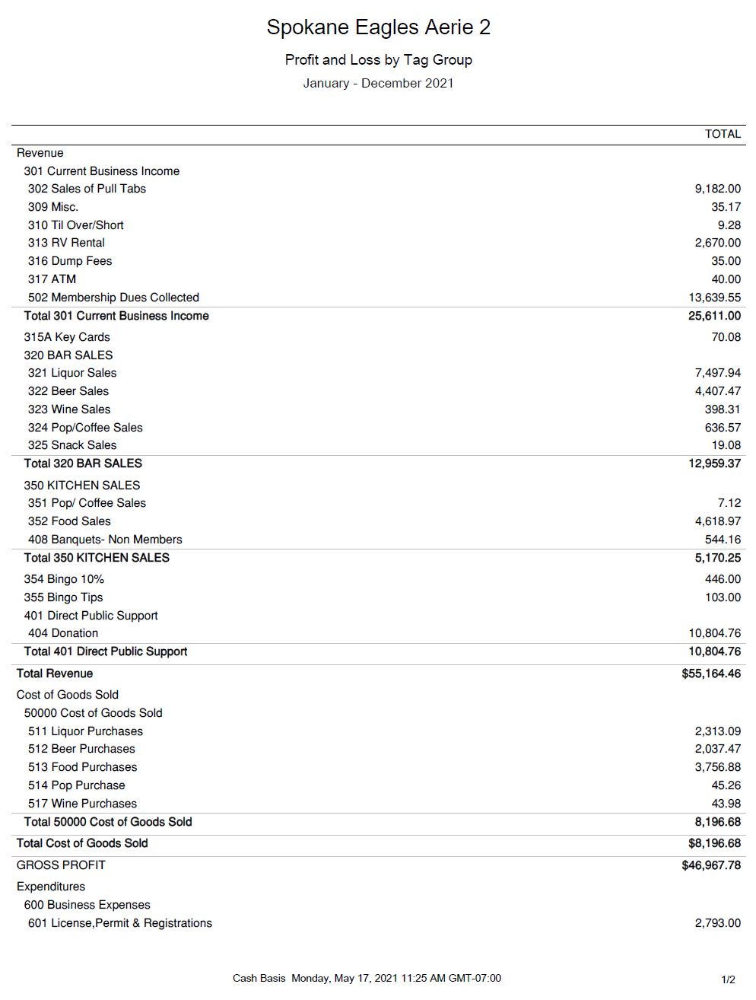 Spokane Eagles Aerie 2
Profit and Loss by Tag Group
January - December 2021
TOTAL
Revenue
301 Current Business Income
302 Sales of Pull Tabs 9,182.00
309 Misc. 35.17
310 Til Over/Short 9.28
313 RV Rental 2,670.00
316 Dump Fees 35.00
317 ATM 40.00
502 Membership Dues Collected 13,639.55
Total 301 Current Business Income 25,611.00
315A Key Cards 70.08
320 BAR SALES
321 Liquor Sales 7,497.94
322 Beer Sales 4,407.47
323 Wine Sales 398.31
324 Pop/Coffee Sales 636.57
325 Snack Sales 19.08
Total 320 BAR SALES 12,959.37
350 KITCHEN SALES
351 Pop/ Coffee Sales 7.12
352 Food Sales 4,618.97
408 Banquets- Non Members 544.16
Total 350 KITCHEN SALES 5,170.25
354 Bingo 10% 446.00
355 Bingo Tips 103.00
401 Direct Public Support
404 Donation 10,804.76
Total 401 Direct Public Support 10,804.76
Total Revenue $55,164.46
Cost of Goods Sold
50000 Cost of Goods Sold
511 Liquor Purchases 2,313.09
512 Beer Purchases 2,037.47
513 Food Purchases 3,756.88
514 Pop Purchase 45.26
517 Wine Purchases 43.98
Total 50000 Cost of Goods Sold 8,196.68
Total Cost of Goods Sold $8,196.68
GROSS PROFIT $46,967.78
Expenditures
600 Business Expenses
601 License,Permit & Registrations 2,793.00
Cash Basis Monday, May 17, 2021 11:25 AM GMT-07:00 1/2